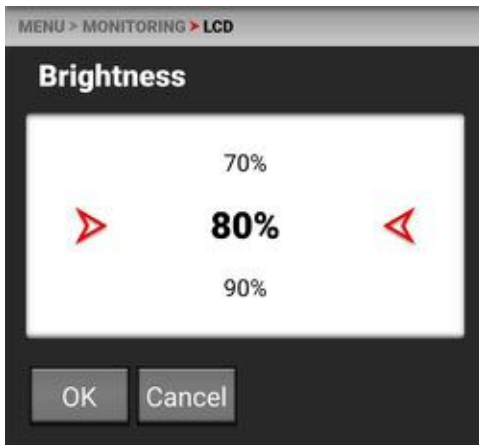 MENU > MONITORING > LCD
Brightness
70%
80%
90%
OK Cancel